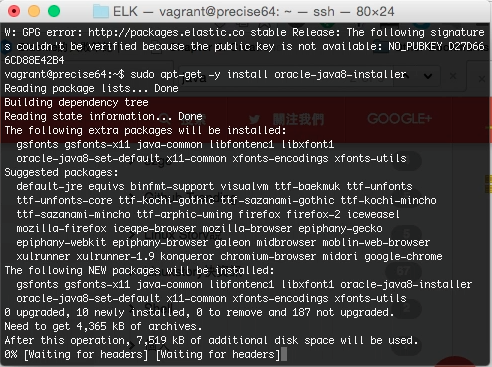 ELK — vagrant@precise64: ~ — ssh — 80×24
W: GPG error: http://packages.elastic.co stable Release: The following signature
s couldn't be verified because the public key is not available: NO_PUBKEY D27D66
6CD88E42B4
vagrant@precise64:~$ sudo apt-get -y install oracle-java8-installer
Reading package lists... Done
Building dependency tree
Reading state information... Done
關注我們 GOOGLE+
The following extra packages will be installed:
  gsfonts gsfonts-x11 java-common libfontenc1 libxfont1
  oracle-java8-set-default x11-common xfonts-encodings xfonts-utils
Suggested packages:
  default-jre equivs binfmt-support visualvm ttf-baekmuk ttf-unfonts
  ttf-unfonts-core ttf-kochi-gothic ttf-sazanami-gothic ttf-kochi-mincho
  ttf-sazanami-mincho ttf-arphic-uming firefox firefox-2 iceweasel
  mozilla-firefox iceape-browser mozilla-browser epiphany-gecko
  epiphany-webkit epiphany-browser galeon midbrowser moblin-web-browser
  xulrunner xulrunner-1.9 konqueror chromium-browser midori google-chrome
The following NEW packages will be installed:
  gsfonts gsfonts-x11 java-common libfontenc1 libxfont1 oracle-java8-installer
  oracle-java8-set-default x11-common xfonts-encodings xfonts-utils
0 upgraded, 10 newly installed, 0 to remove and 187 not upgraded.
Need to get 4,365 kB of archives.
After this operation, 7,519 kB of additional disk space will be used.
0% [Waiting for headers] [Waiting for headers]